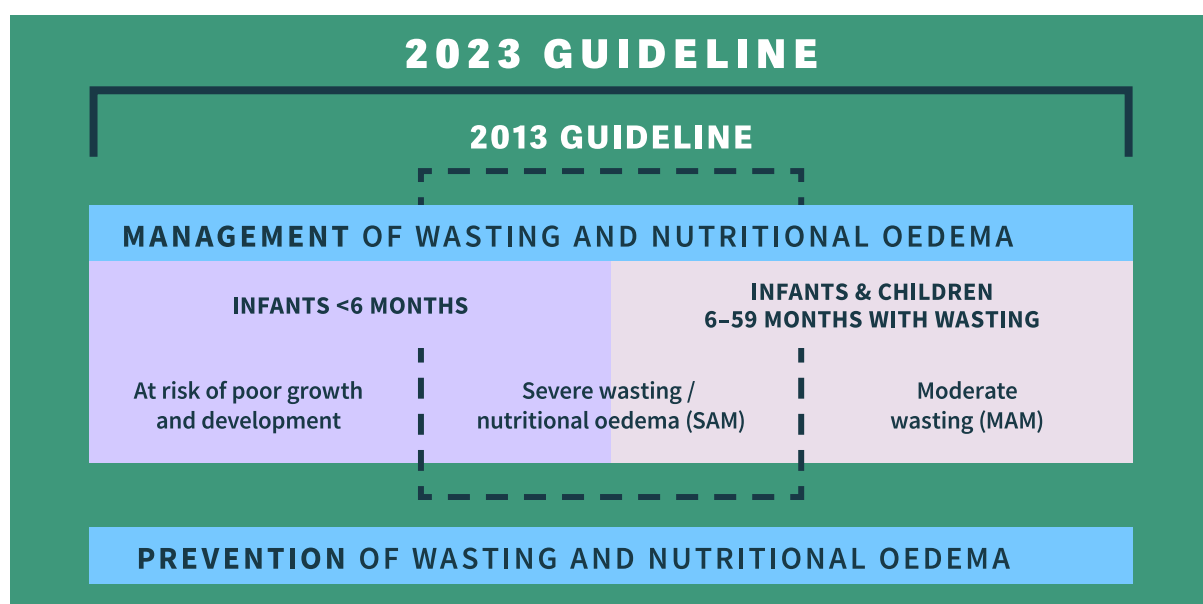 2023 GUIDELINE
2013 GUIDELINE
MANAGEMENT OF WASTING AND NUTRITIONAL OEDEMA
INFANTS <6 MONTHS
INFANTS & CHILDREN
6–59 MONTHS WITH WASTING
At risk of poor growth
and development
Severe wasting /
nutritional oedema (SAM)
Moderate
wasting (MAM)
PREVENTION OF WASTING AND NUTRITIONAL OEDEMA